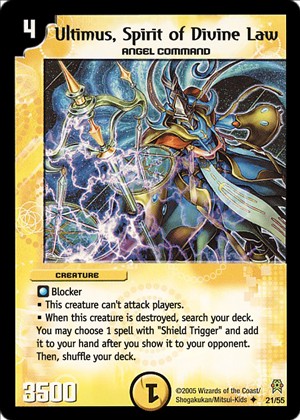 4 Ultimus, Spirit of Divine Law
ANGEL COMMAND
CREATURE
Blocker
▪ This creature can't attack players.
▪ When this creature is destroyed, search your deck.
You may choose 1 spell with "Shield Trigger" and add
it to your hand after you show it to your opponent.
Then, shuffle your deck.
3500
1
©2005 Wizards of the Coast/
Shogakukan/Mitsui-Kids ♦ 21/55